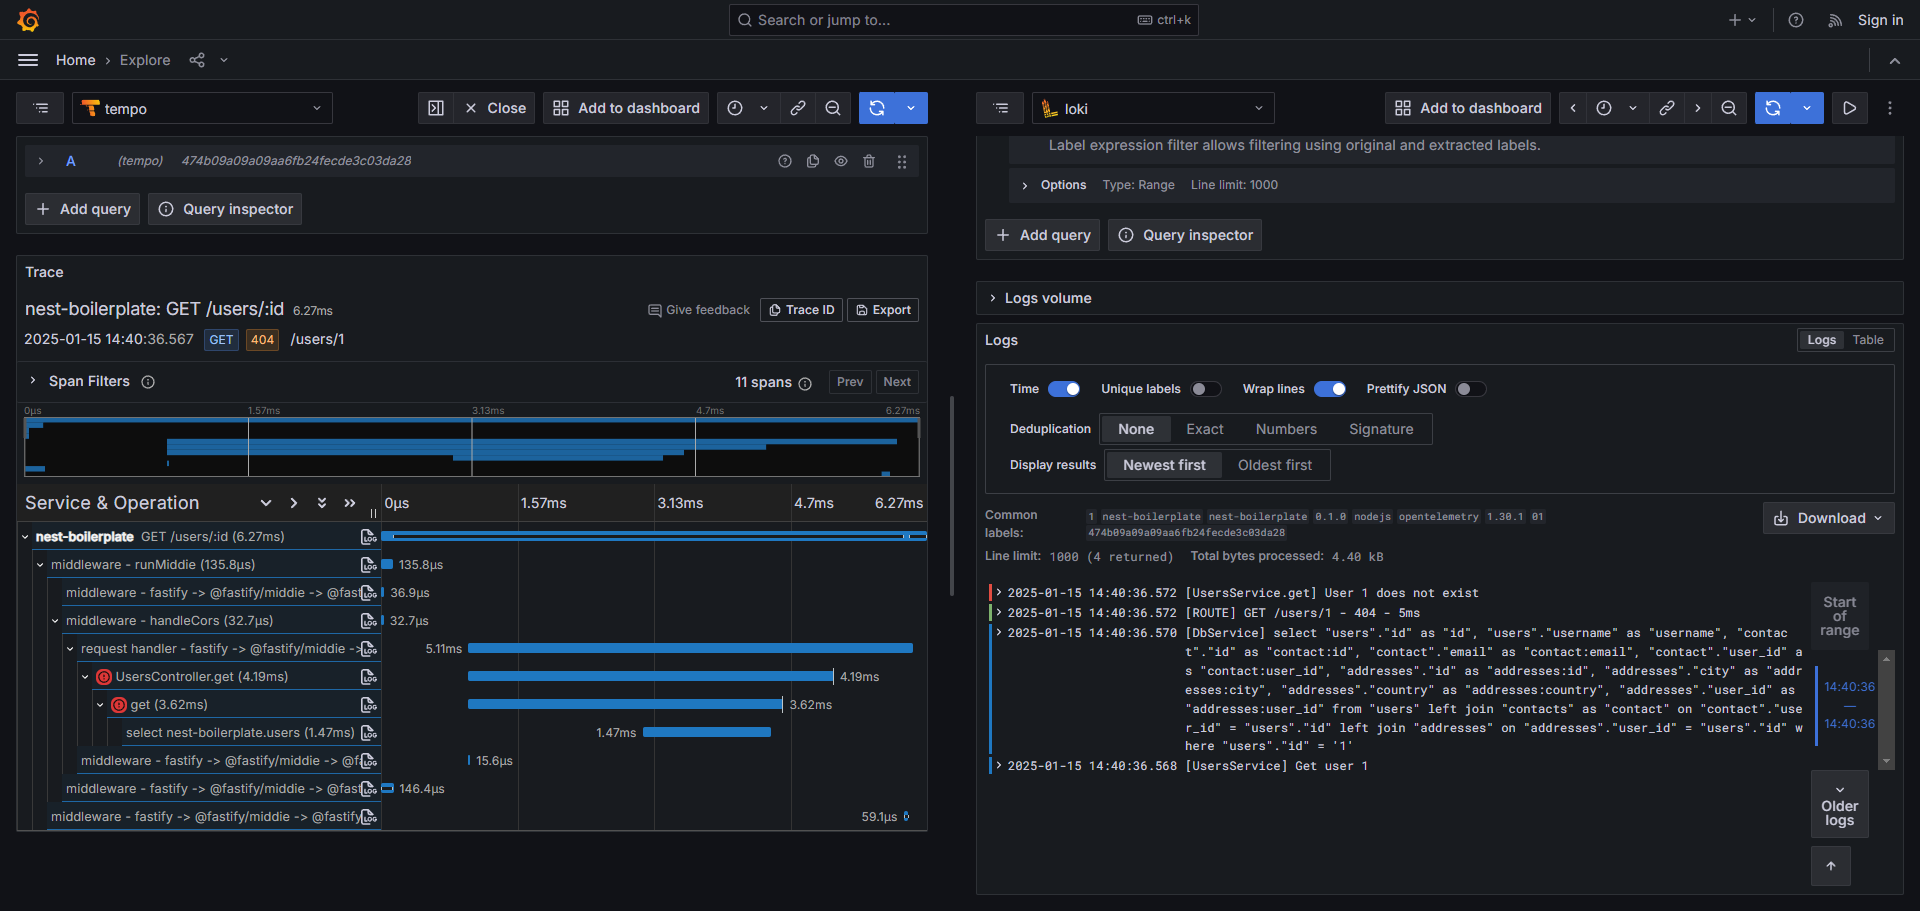 Search or jump to...
ctrl+k
Sign in
Home
Explore
tempo
Close
Add to dashboard
A
(tempo)
474b09a09a09aa6fb24fecde3c03da28
Add query
Query inspector
Trace
nest-boilerplate: GET /users/:id 6.27ms
Give feedback
Trace ID
Export
2025-01-15 14:40:36.567
GET
404
/users/1
Span Filters
11 spans
Prev
Next
0µs
1.57ms
3.13ms
4.7ms
6.27ms
Service & Operation
0µs
1.57ms
3.13ms
4.7ms
6.27ms
nest-boilerplate GET /users/:id (6.27ms)
middleware - runMiddie (135.8µs)
135.8µs
middleware - fastify -> @fastify/middie -> @fast
36.9µs
middleware - handleCors (32.7µs)
32.7µs
request handler - fastify -> @fastify/middie ->
5.11ms
UsersController.get (4.19ms)
4.19ms
get (3.62ms)
3.62ms
select nest-boilerplate.users (1.47ms)
1.47ms
middleware - fastify -> @fastify/middie -> @f
15.6µs
middleware - fastify -> @fastify/middie -> @fast
146.4µs
middleware - fastify -> @fastify/middie -> @fastify
59.1µs
loki
Add to dashboard
Label expression filter allows filtering using original and extracted labels.
Options
Type: Range
Line limit: 1000
Add query
Query inspector
Logs volume
Logs
Logs
Table
Time
Unique labels
Wrap lines
Prettify JSON
Deduplication
None
Exact
Numbers
Signature
Display results
Newest first
Oldest first
Common labels:
1 nest-boilerplate nest-boilerplate 0.1.0 nodejs opentelemetry 1.30.1 01
474b09a09a09aa6fb24fecde3c03da28
Download
Line limit: 1000 (4 returned)
Total bytes processed: 4.40 kB
2025-01-15 14:40:36.572 [UsersService.get] User 1 does not exist
2025-01-15 14:40:36.572 [ROUTE] GET /users/1 - 404 - 5ms
2025-01-15 14:40:36.570 [DbService] select "users"."id" as "id", "users"."username" as "username", "contac
t"."id" as "contact:id", "contact"."email" as "contact:email", "contact"."user_id" a
s "contact:user_id", "addresses"."id" as "addresses:id", "addresses"."city" as "addr
esses:city", "addresses"."country" as "addresses:country", "addresses"."user_id" as
"addresses:user_id" from "users" left join "contacts" as "contact" on "contact"."use
r_id" = "users"."id" left join "addresses" on "addresses"."user_id" = "users"."id" w
here "users"."id" = '1'
2025-01-15 14:40:36.568 [UsersService] Get user 1
Start
of
range
14:40:36
—
14:40:36
Older
logs